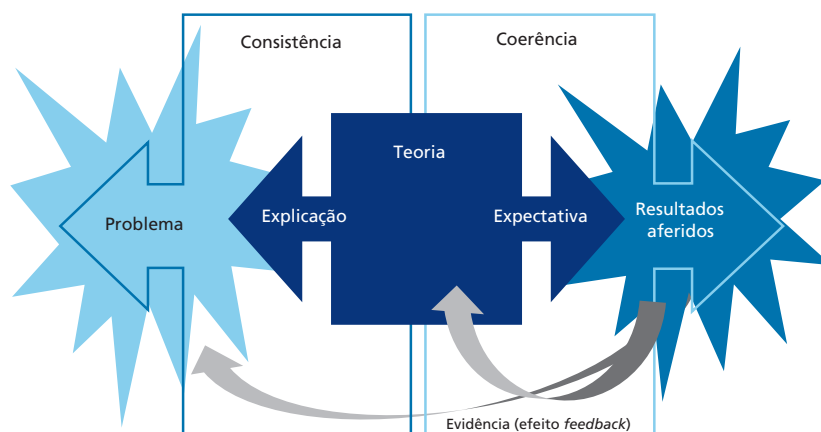 Consistência
Coerência
Teoria
Problema
Explicação
Expectativa
Resultados
aferidos
Evidência (efeito feedback)